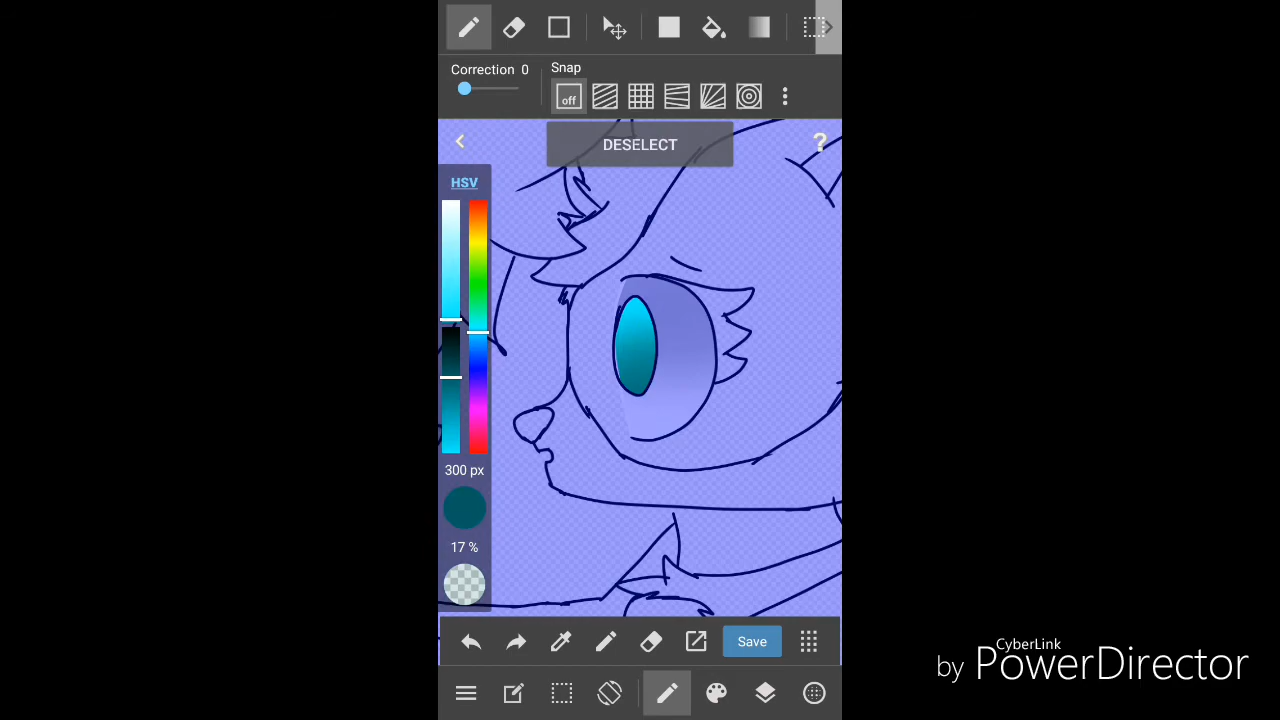 Correction 0
Snap
off
DESELECT
?
HSV
300 px
17 %
Save
CyberLink
by PowerDirector